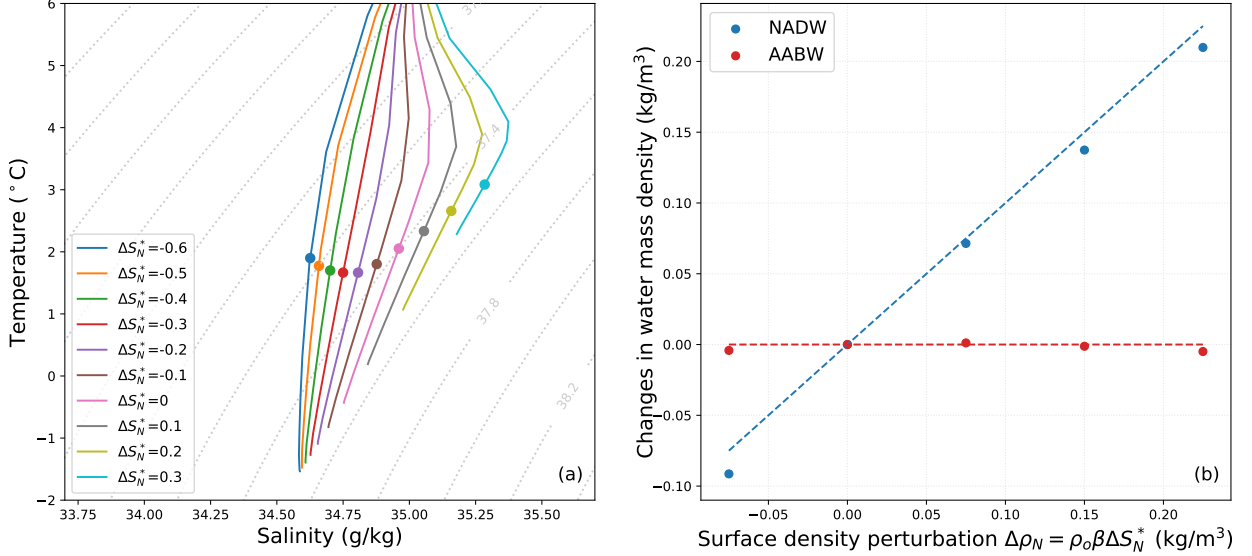 6
5
4
3
2
1
0
−1
−2
Temperature (°C)
33.75
34.00
34.25
34.50
34.75
35.00
35.25
35.50
Salinity (g/kg)
37.4
37.8
38.2
ΔS*N=-0.6
ΔS*N=-0.5
ΔS*N=-0.4
ΔS*N=-0.3
ΔS*N=-0.2
ΔS*N=-0.1
ΔS*N=0
ΔS*N=0.1
ΔS*N=0.2
ΔS*N=0.3
(a)
NADW
AABW
0.20
0.15
0.10
0.05
0.00
−0.05
−0.10
Changes in water mass density (kg/m³)
−0.05
0.00
0.05
0.10
0.15
0.20
Surface density perturbation ΔρN = ρoβΔS*N (kg/m³)
(b)